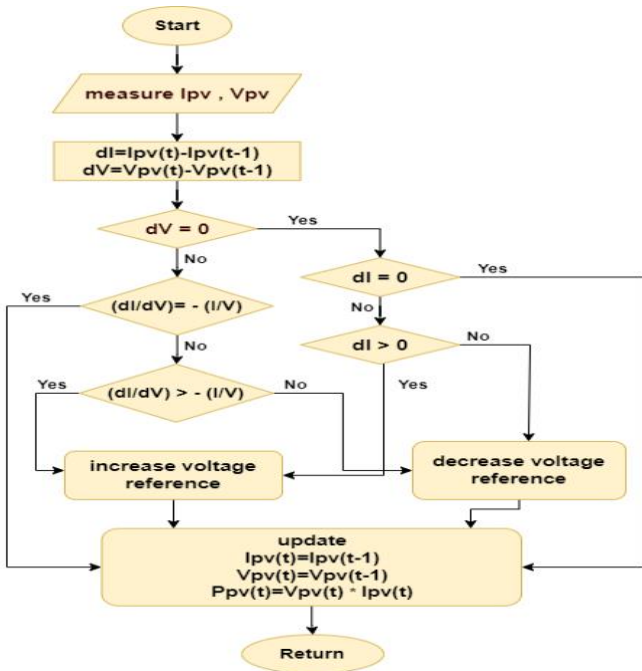 Start
measure Ipv , Vpv
dI=Ipv(t)-Ipv(t-1)
dV=Vpv(t)-Vpv(t-1)
dV = 0
Yes
No
dI = 0
Yes
No
(dI/dV)= - (I/V)
Yes
No
dI > 0
No
Yes
(dI/dV) > - (I/V)
Yes
No
increase voltage
reference
decrease voltage
reference
update
Ipv(t)=Ipv(t-1)
Vpv(t)=Vpv(t-1)
Ppv(t)=Vpv(t) * Ipv(t)
Return